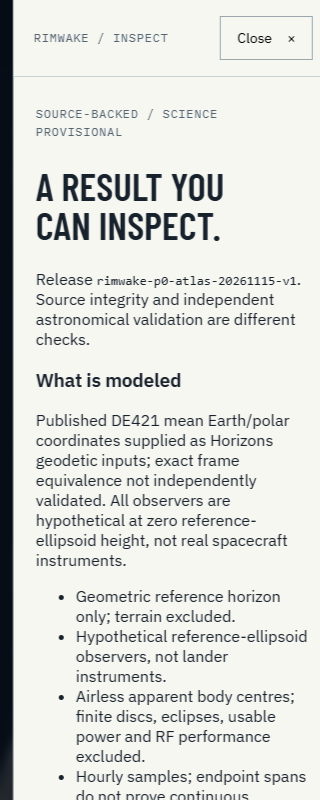 RIMWAKE / INSPECT
Close ×
SOURCE-BACKED / SCIENCE
PROVISIONAL
A RESULT YOU
CAN INSPECT.
Release rimwake-p0-atlas-20261115-v1.
Source integrity and independent
astronomical validation are different
checks.
What is modeled
Published DE421 mean Earth/polar
coordinates supplied as Horizons
geodetic inputs; exact frame
equivalence not independently
validated. All observers are
hypothetical at zero reference-
ellipsoid height, not real spacecraft
instruments.
• Geometric reference horizon
only; terrain excluded.
• Hypothetical reference-ellipsoid
observers, not lander
instruments.
• Airless apparent body centres;
finite discs, eclipses, usable
power and RF performance
excluded.
• Hourly samples; endpoint spans
do not prove continuous